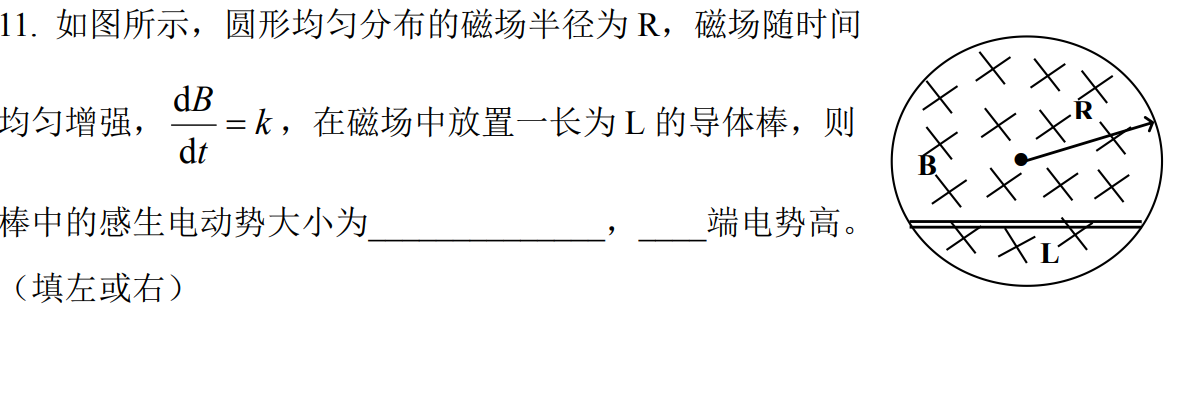 11. 如图所示，圆形均匀分布的磁场半径为 R，磁场随时间
均匀增强，dB/dt = k，在磁场中放置一长为 L 的导体棒，则
棒中的感生电动势大小为______________，____端电势高。
（填左或右）
R
B
L